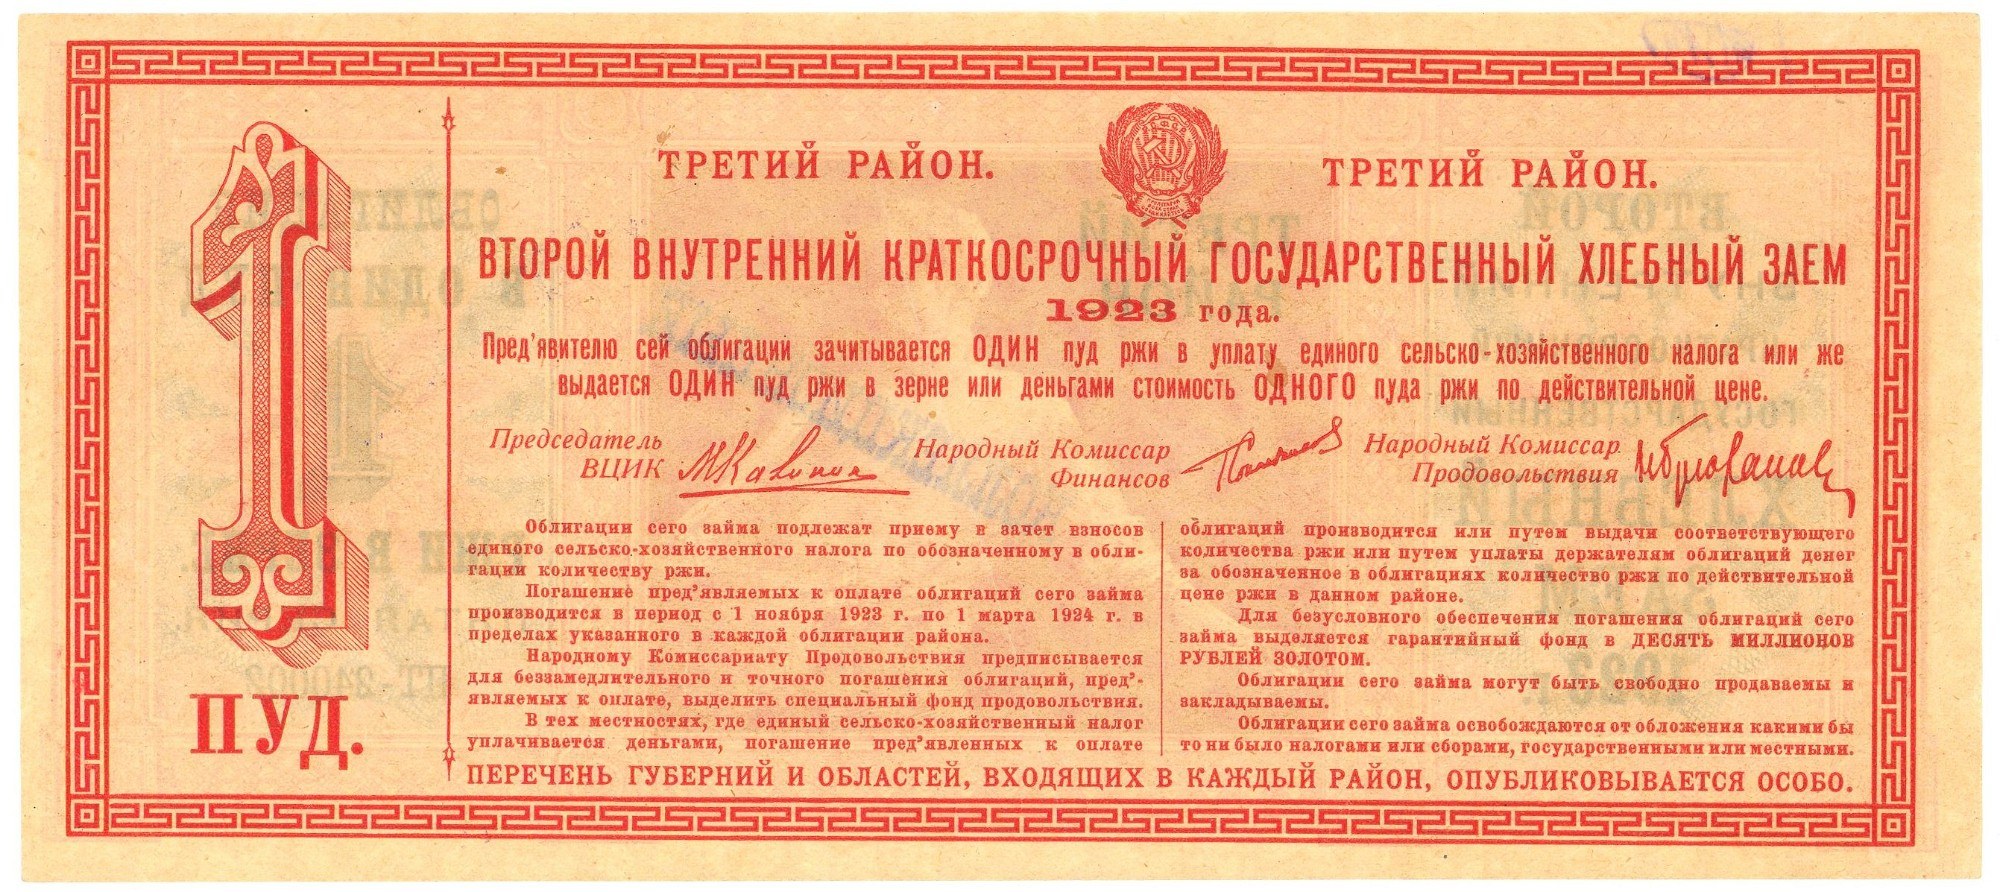 ТРЕТИЙ РАЙОН.
ТРЕТИЙ РАЙОН.
ВТОРОЙ ВНУТРЕННИЙ КРАТКОСРОЧНЫЙ ГОСУДАРСТВЕННЫЙ ХЛЕБНЫЙ ЗАЕМ
1923 года.
Пред'явителю сей облигаций зачитывается ОДИН пуд ржи в уплату единого сельско-хозяйственного налога или же
выдается ОДИН пуд ржи в зерне или деньгами стоимость ОДНОГО пуда ржи по действительной цене.
Председатель
ВЦИК
Народный Комиссар
Финансов
Народный Комиссар
Продовольствия
Облигации сего займа подлежат приему в зачет взносов
единого сельско-хозяйственного налога по обозначенному в обли-
гации количеству ржи.
Погашение пред'являемых к оплате облигаций сего займа
производится в период с 1 ноября 1923 г. по 1 марта 1924 г. в
пределах указанного в каждой облигации района.
Народному Комиссариату Продовольствия предписывается
для беззамедлительного и точного погашения облигаций, пред'-
являемых к оплате, выделить специальный фонд продовольствия.
В тех местностях, где единый сельско-хозяйственный налог
уплачивается деньгами, погашение пред'явленных к оплате
облигаций производится или путем выдачи соответствующего
количества ржи или путем уплаты держателям облигаций денег
за обозначенное в облигациях количество ржи по действительной
цене ржи в данном районе.
Для безусловного обеспечения погашения облигаций сего
займа выделяется гарантийный фонд в ДЕСЯТЬ МИЛЛИОНОВ
РУБЛЕЙ ЗОЛОТОМ.
Облигации сего займа могут быть свободно продаваемы и
закладываемы.
Облигации сего займа освобождаются от обложения какими бы
то ни было налогами или сборами, государственными или местными.
ПЕРЕЧЕНЬ ГУБЕРНИЙ И ОБЛАСТЕЙ, ВХОДЯЩИХ В КАЖДЫЙ РАЙОН, ОПУБЛИКОВЫВАЕТСЯ ОСОБО.
1
ПУД.